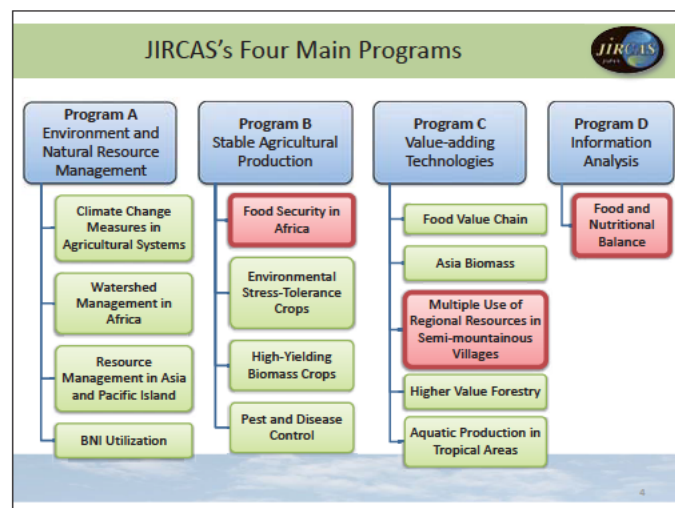 JIRCAS's Four Main Programs
JIRCAS
Program A
Environment and
Natural Resource
Management
Climate Change
Measures in
Agricultural Systems
Watershed
Management in
Africa
Resource
Management in Asia
and Pacific Island
BNI Utilization
Program B
Stable Agricultural
Production
Food Security in
Africa
Environmental
Stress-Tolerance
Crops
High-Yielding
Biomass Crops
Pest and Disease
Control
Program C
Value-adding
Technologies
Food Value Chain
Asia Biomass
Multiple Use of
Regional Resources in
Semi-mountainous
Villages
Higher Value Forestry
Aquatic Production in
Tropical Areas
Program D
Information
Analysis
Food and
Nutritional
Balance
4